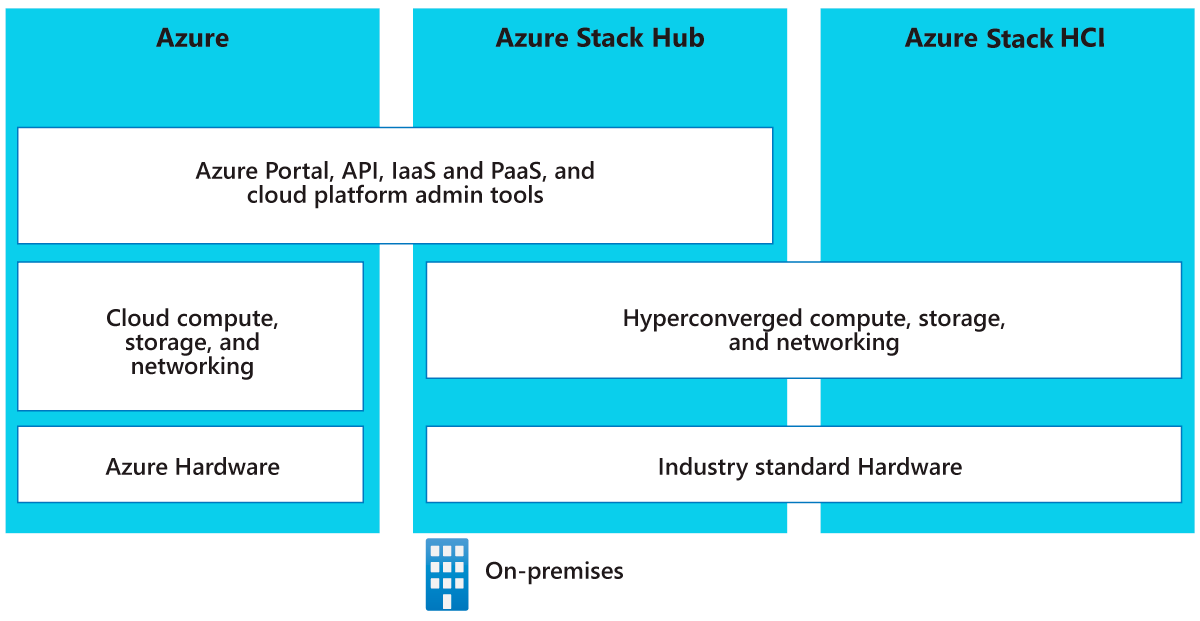 Azure
Azure Stack Hub
Azure Stack HCI
Azure Portal, API, IaaS and PaaS, and
cloud platform admin tools
Cloud compute,
storage, and
networking
Hyperconverged compute, storage,
and networking
Azure Hardware
Industry standard Hardware
On-premises